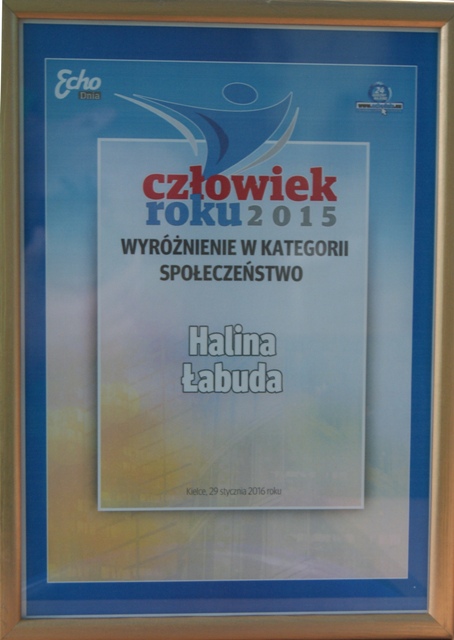 Echo
Dnia
człowiek
roku 2015
WYRÓŻNIENIE W KATEGORII
SPOŁECZEŃSTWO
Halina
Łabuda
Kielce, 29 stycznia 2016 roku